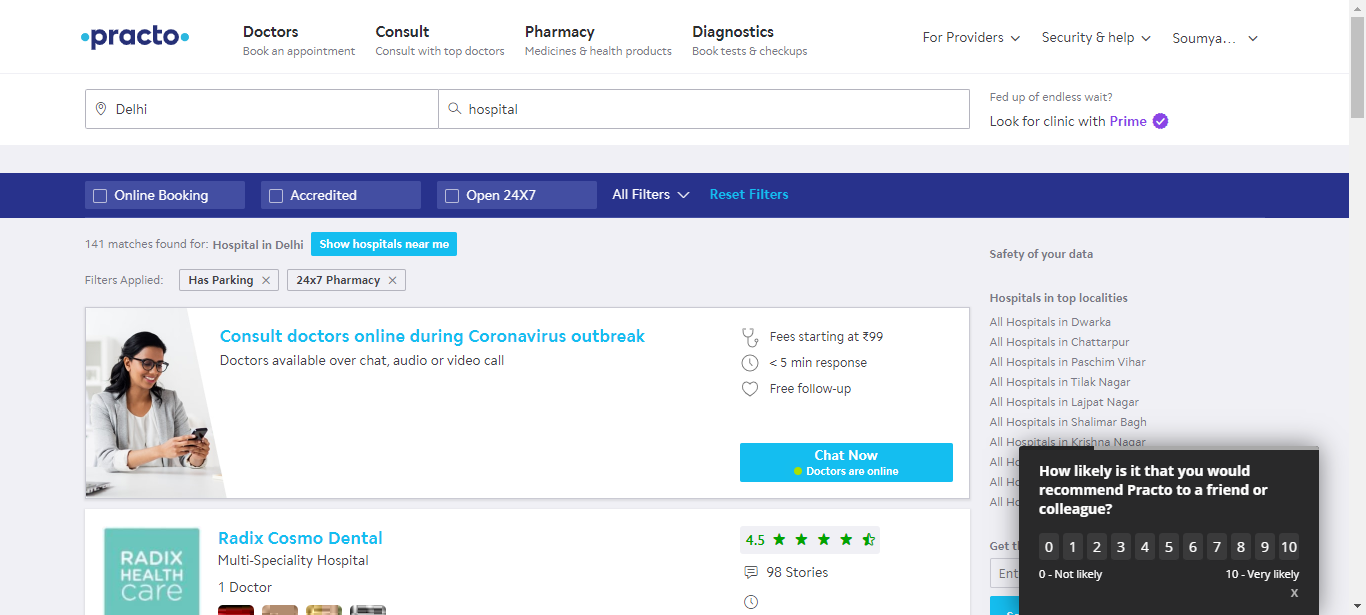 practo
Doctors
Book an appointment
Consult
Consult with top doctors
Pharmacy
Medicines & health products
Diagnostics
Book tests & checkups
For Providers
Security & help
Soumya...
Delhi
hospital
Fed up of endless wait?
Look for clinic with Prime
Online Booking
Accredited
Open 24X7
All Filters
Reset Filters
141 matches found for: Hospital in Delhi
Show hospitals near me
Filters Applied:
Has Parking
24x7 Pharmacy
Consult doctors online during Coronavirus outbreak
Doctors available over chat, audio or video call
Fees starting at ₹99
< 5 min response
Free follow-up
Chat Now
Doctors are online
RADIX
HEALTH
care
Radix Cosmo Dental
Multi-Speciality Hospital
1 Doctor
4.5
98 Stories
Safety of your data
Hospitals in top localities
All Hospitals in Dwarka
All Hospitals in Chattarpur
All Hospitals in Paschim Vihar
All Hospitals in Tilak Nagar
All Hospitals in Lajpat Nagar
All Hospitals in Shalimar Bagh
All Hospitals in Krishna Nagar
All
All
All
Get
How likely is it that you would
recommend Practo to a friend or
colleague?
0 1 2 3 4 5 6 7 8 9 10
0 - Not likely
10 - Very likely
x